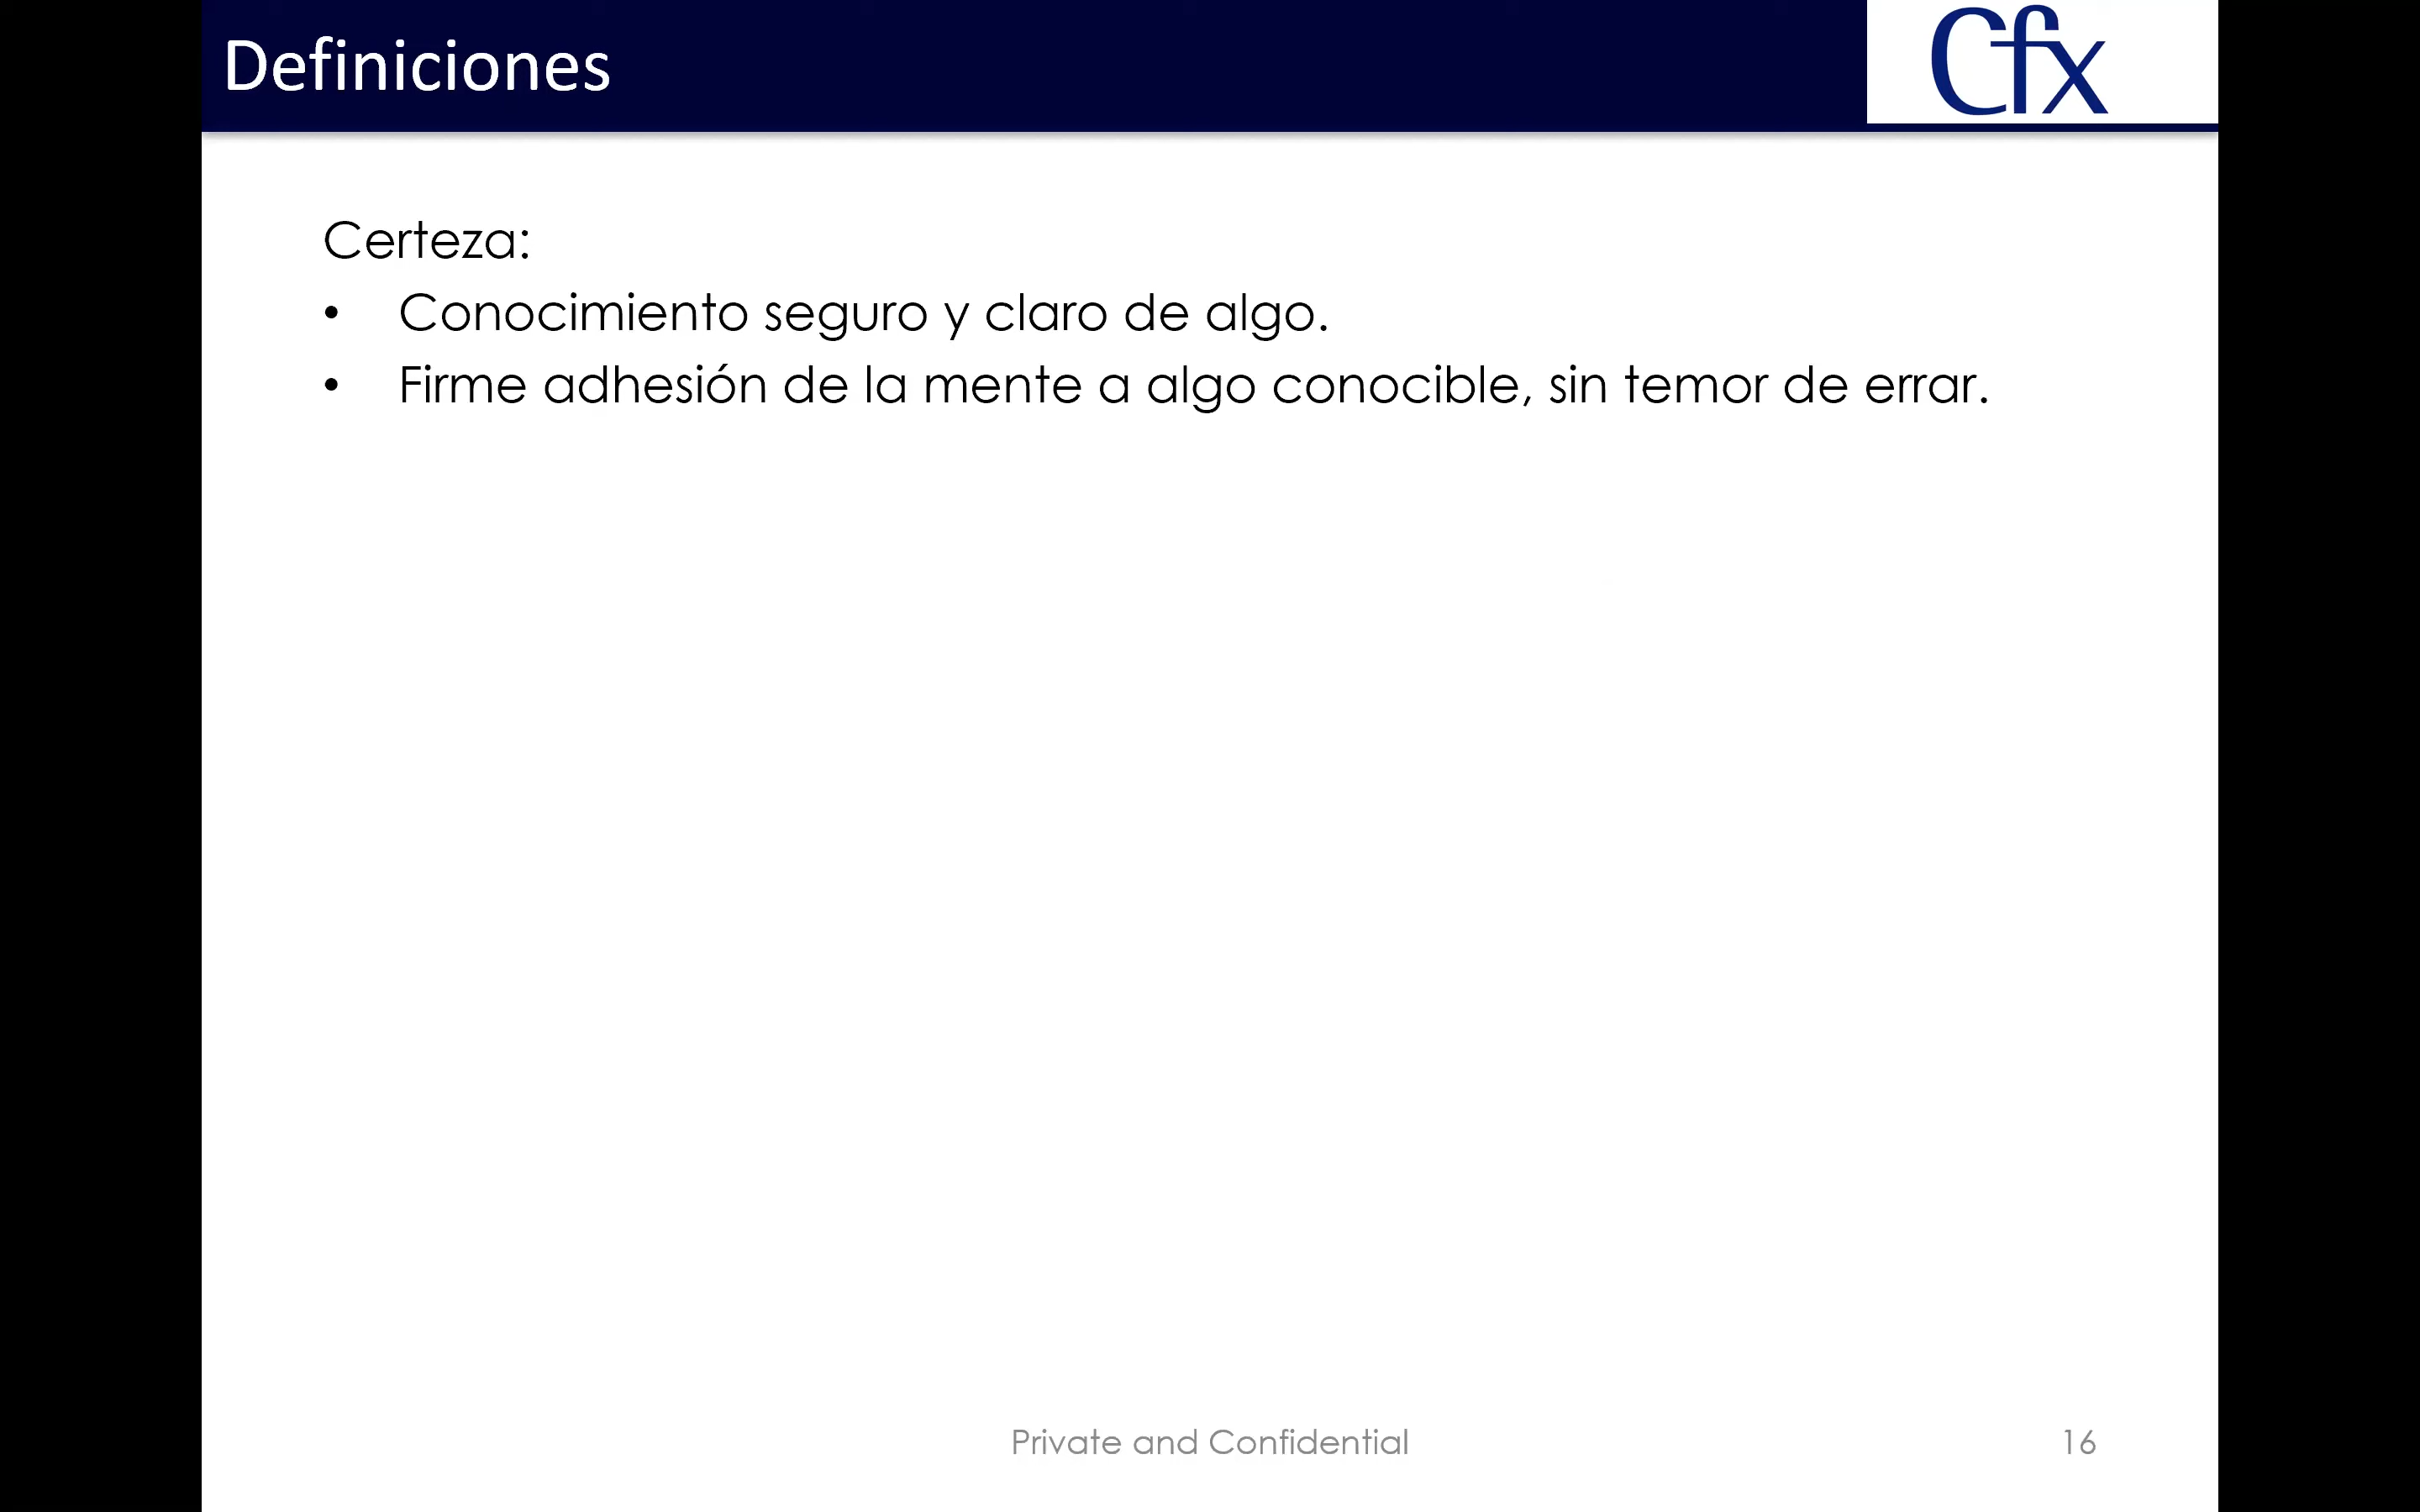 Definiciones
Cfx
Certeza:
• Conocimiento seguro y claro de algo.
• Firme adhesión de la mente a algo conocible, sin temor de errar.
Private and Confidential
16